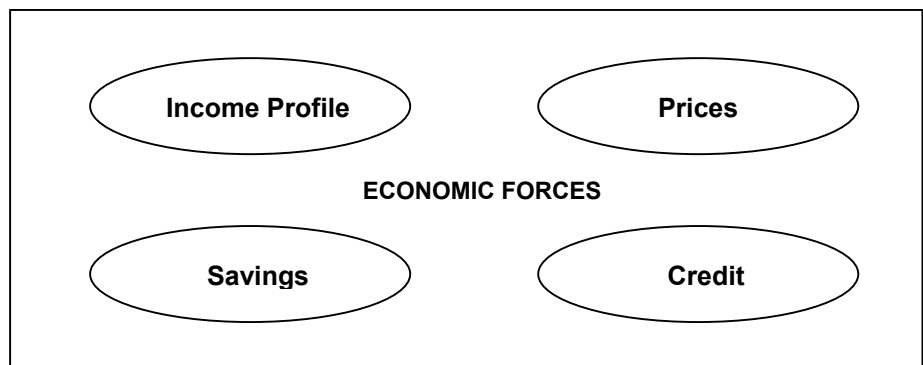 Income Profile
Prices
ECONOMIC FORCES
Savings
Credit